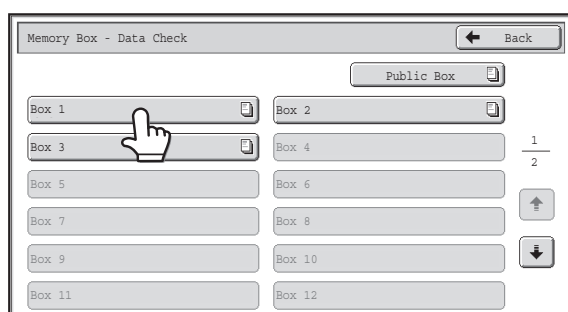 Memory Box - Data Check Back
Public Box
Box 1 Box 2
Box 3 Box 4
1
2
Box 5 Box 6
Box 7 Box 8
Box 9 Box 10
Box 11 Box 12